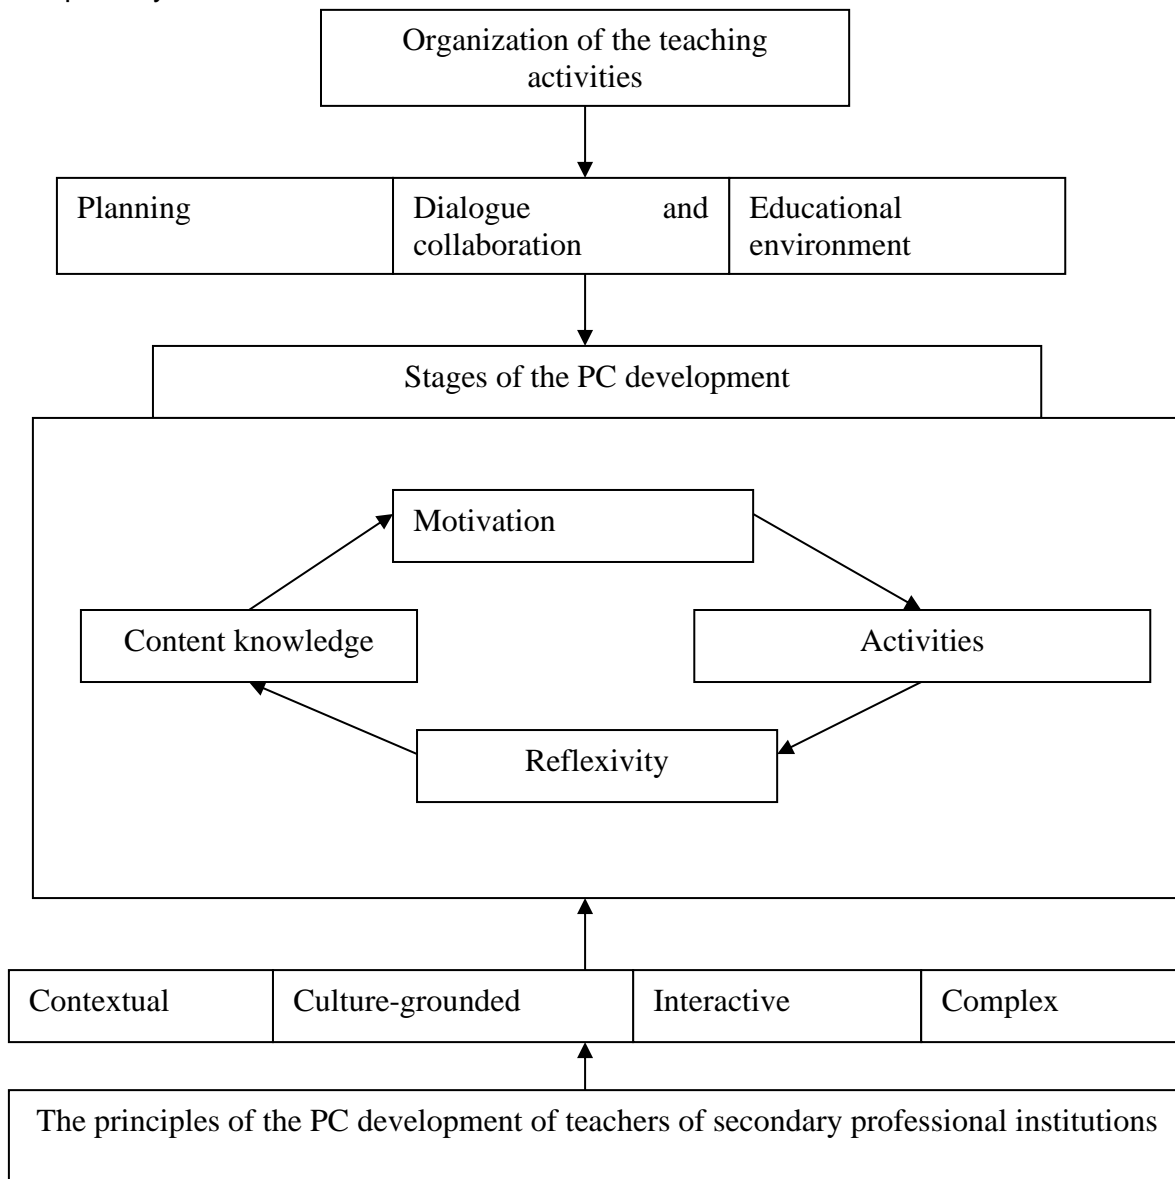 Organization of the teaching
activities
Planning
Dialogue and
collaboration
Educational
environment
Stages of the PC development
Motivation
Content knowledge
Activities
Reflexivity
Contextual
Culture-grounded
Interactive
Complex
The principles of the PC development of teachers of secondary professional institutions